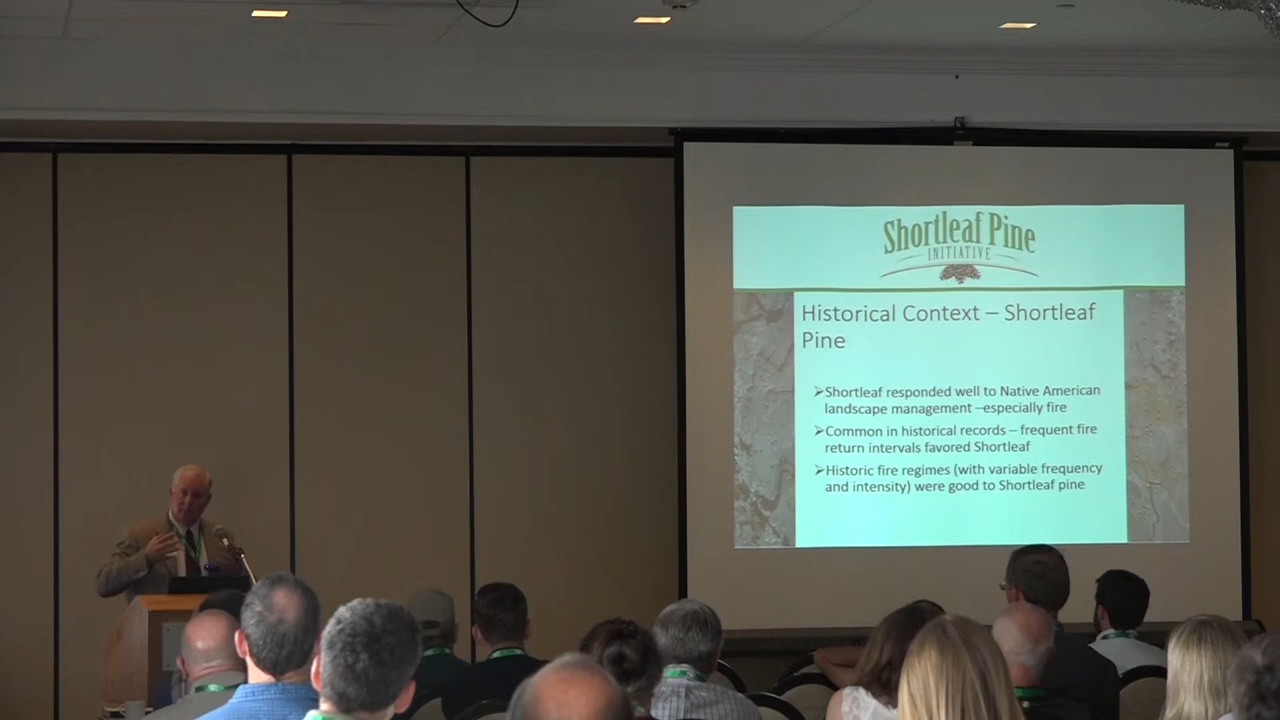 Shortleaf Pine
INITIATIVE
Historical Context – Shortleaf
Pine
➢Shortleaf responded well to Native American
landscape management –especially fire
➢Common in historical records – frequent fire
return intervals favored Shortleaf
➢Historic fire regimes (with variable frequency
and intensity) were good to Shortleaf pine